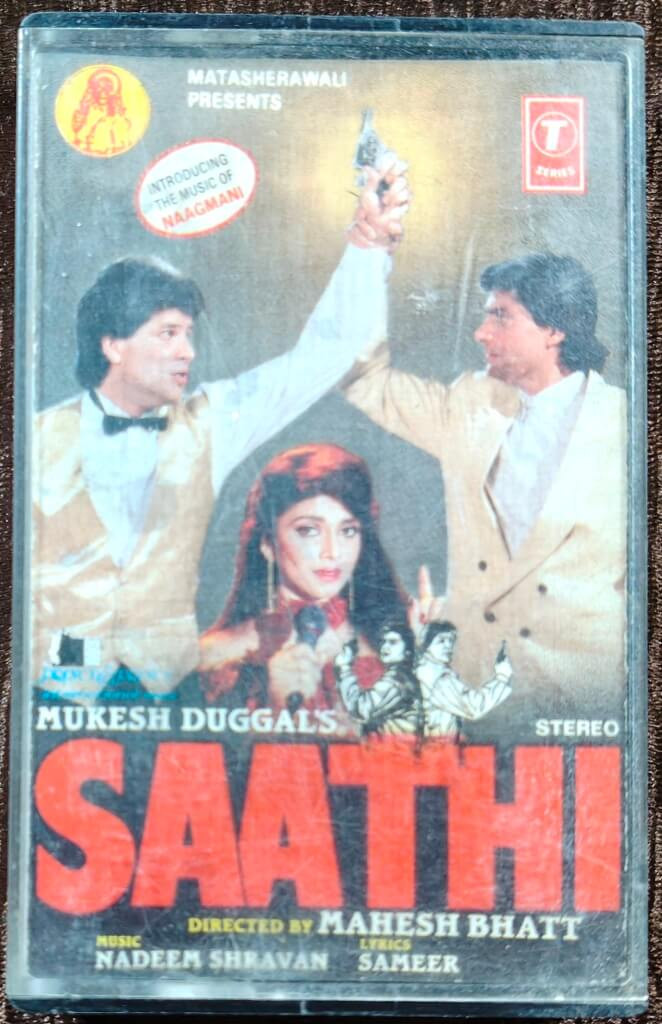 MATASHERAWALI
PRESENTS
INTRODUCING
THE MUSIC OF
NAAGMANI
T
SERIES
MUKESH DUGGAL'S
STEREO
SAATHI
DIRECTED BY MAHESH BHATT
MUSIC
NADEEM SHRAVAN
LYRICS
SAMEER